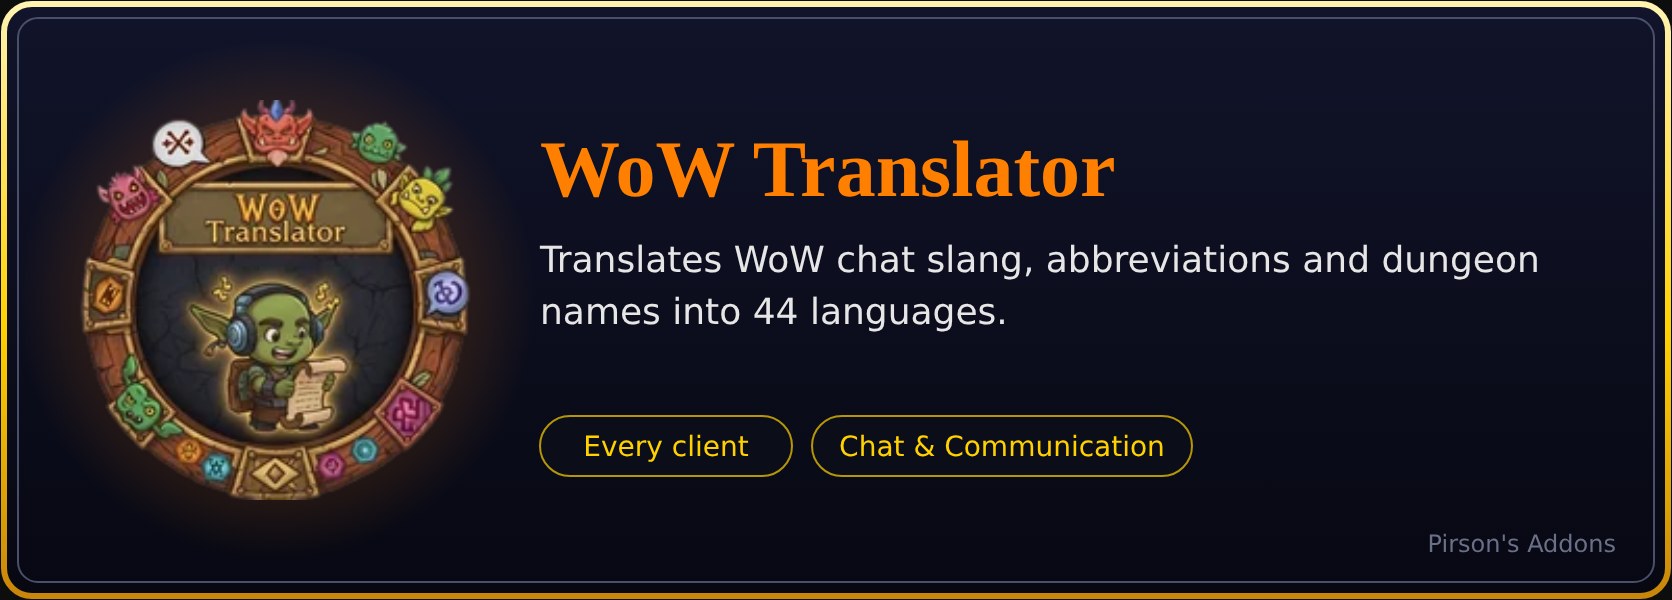 WoW
Translator
WoW Translator
Translates WoW chat slang, abbreviations and dungeon
names into 44 languages.
Every client
Chat & Communication
Pirson's Addons